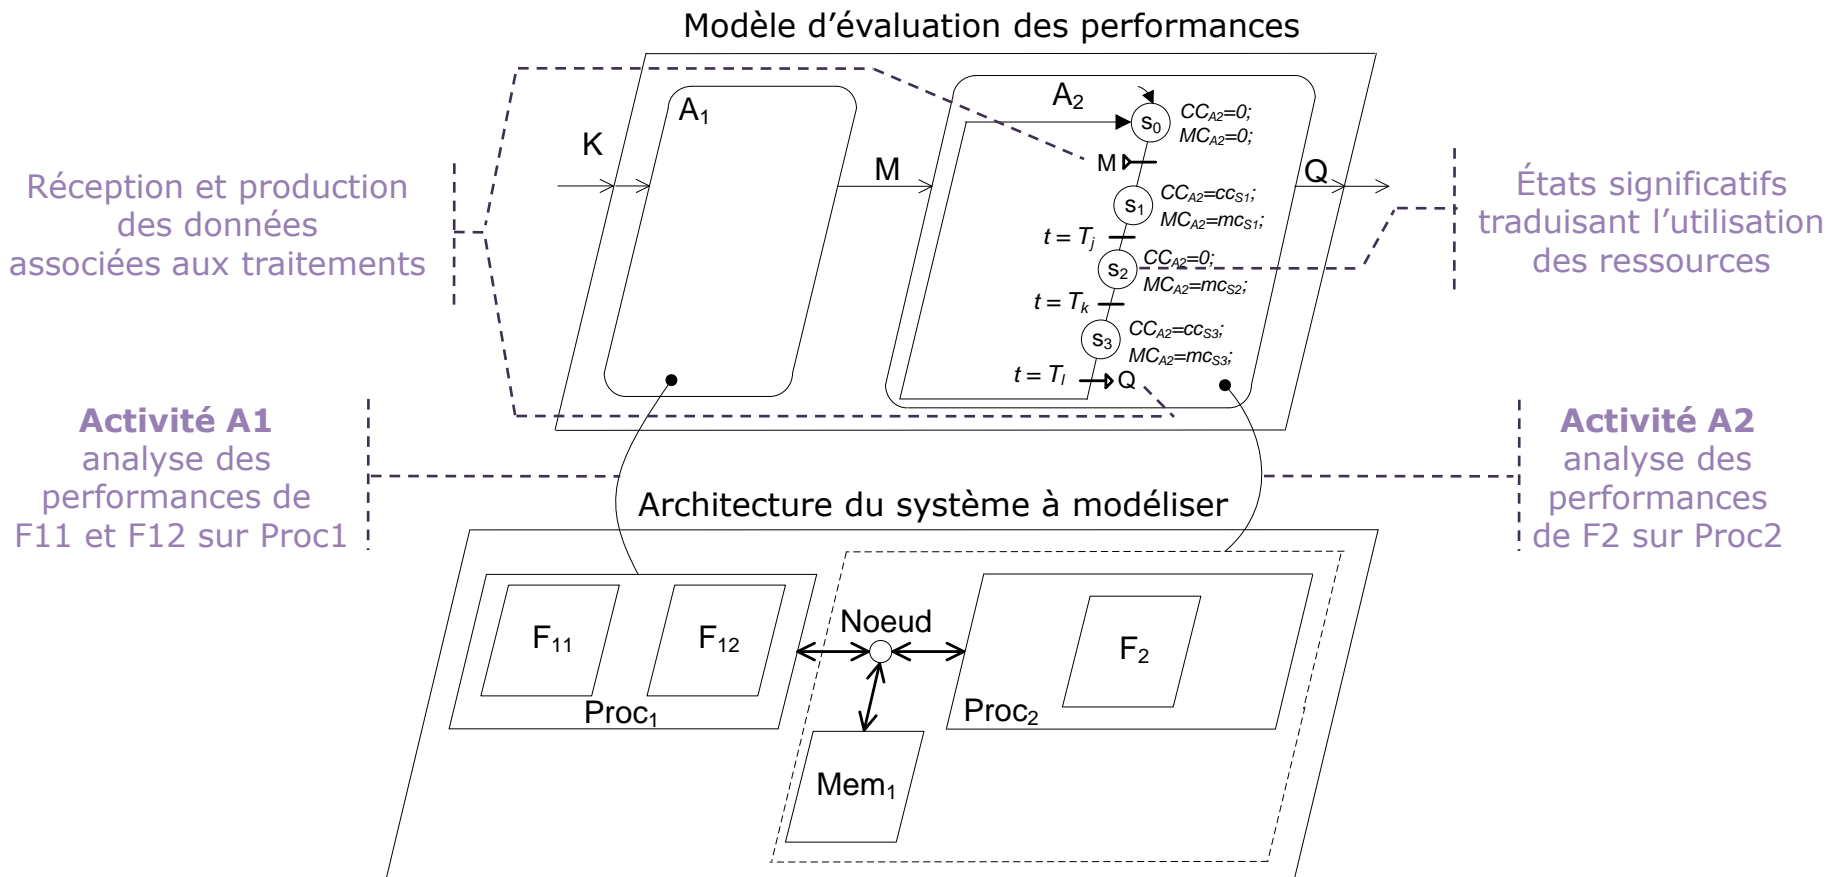 Modèle d’évaluation des performances
A1
K
M
A2
s0
CCA2=0;
MCA2=0;
M
s1
CCA2=ccS1;
MCA2=mcS1;
t = Tj
s2
CCA2=0;
MCA2=mcS2;
t = Tk
s3
CCA2=ccS3;
MCA2=mcS3;
t = Tl
Q
Q
Réception et production
des données
associées aux traitements
États significatifs
traduisant l’utilisation
des ressources
Activité A1
analyse des
performances de
F11 et F12 sur Proc1
Activité A2
analyse des
performances
de F2 sur Proc2
Architecture du système à modéliser
F11
F12
Proc1
Noeud
F2
Proc2
Mem1